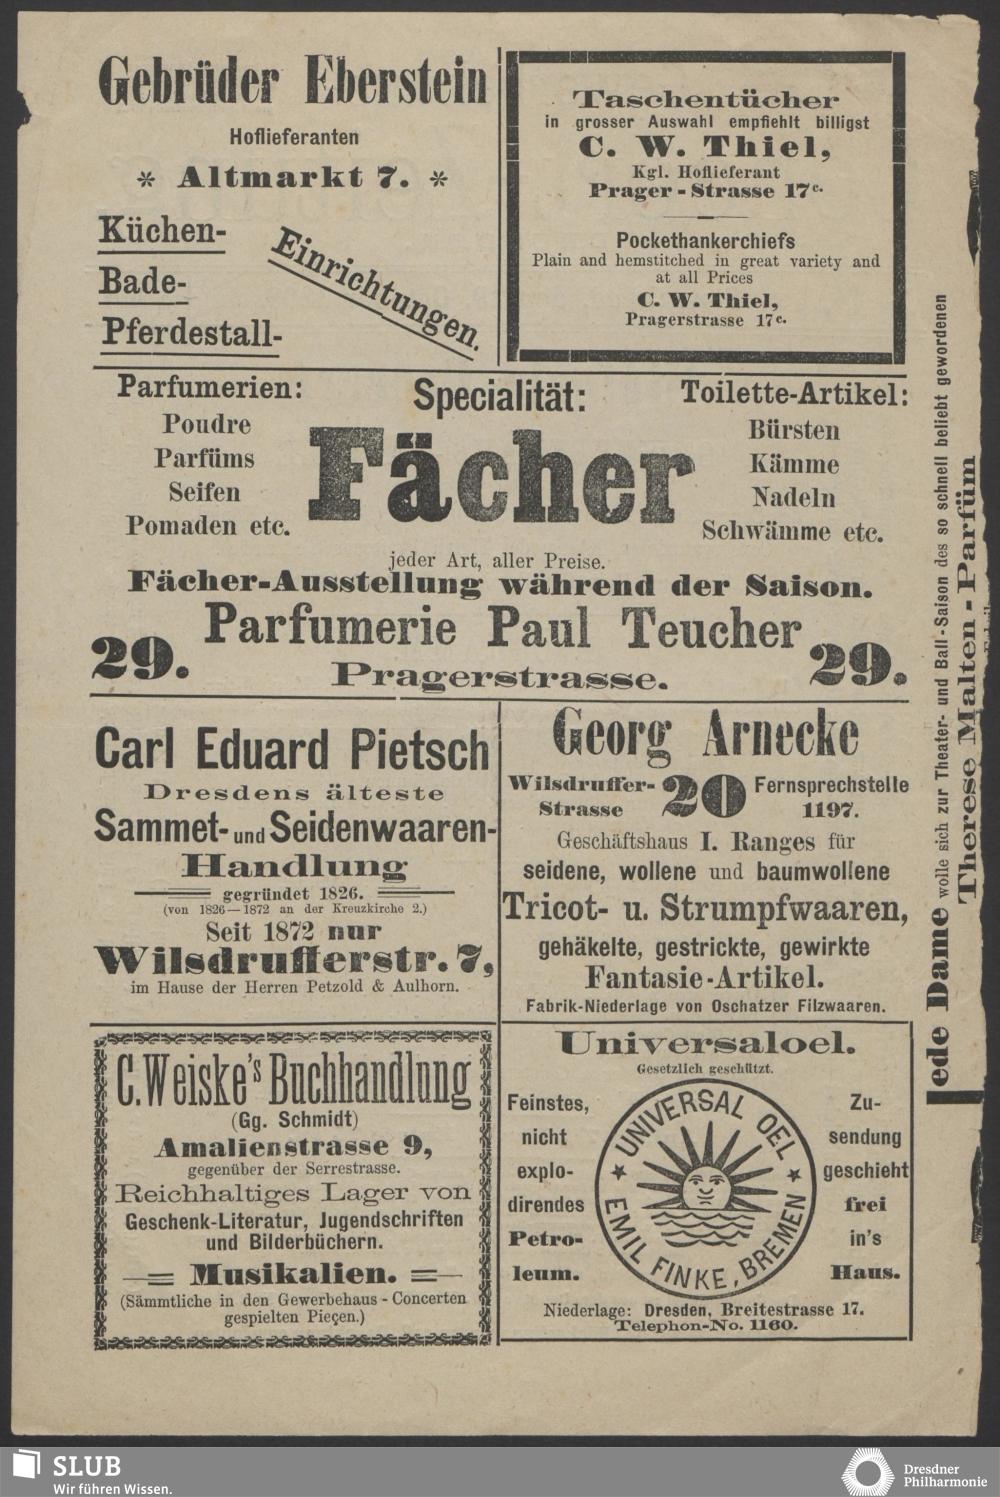 Gebrüder Eberstein
Hoflieferanten
* Altmarkt 7. *
Küchen-
Bade-
Pferdestall-
Einrichtungen.
Taschentücher
in grosser Auswahl empfiehlt billigst
C. W. Thiel,
Kgl. Hoflieferant
Prager-Strasse 17c.
Pockethankerchiefs
Plain and hemstitched in great variety and
at all Prices
C. W. Thiel,
Pragerstrasse 17c.
Parfumerien:
Poudre
Parfüms
Seifen
Pomaden etc.
Specialität:
Fächer
Toilette-Artikel:
Bürsten
Kämme
Nadeln
Schwämme etc.
jeder Art, aller Preise.
Fächer-Ausstellung während der Saison.
29. Parfumerie Paul Teucher 29.
Pragerstrasse.
Carl Eduard Pietsch
Dresdens älteste
Sammet- und Seidenwaaren-
Handlung
gegründet 1826.
(von 1826—1872 an der Kreuzkirche 2.)
Seit 1872 nur
Wilsdrufferstr. 7,
im Hause der Herren Petzold & Aulhorn.
Georg Arnecke
Wilsdruffer-
Strasse
20
Fernsprechstelle
1197.
Geschäftshaus I. Ranges für
seidene, wollene und baumwollene
Tricot- u. Strumpfwaaren,
gehäkelte, gestrickte, gewirkte
Fantasie-Artikel.
Fabrik-Niederlage von Oschatzer Filzwaaren.
C. Weiske's Buchhandlung
(Gg. Schmidt)
Amalienstrasse 9,
gegenüber der Serrestrasse.
Reichhaltiges Lager von
Geschenk-Literatur, Jugendschriften
und Bilderbüchern.
Musikalien.
(Sämmtliche in den Gewerbehaus-Concerten
gespielten Pieçen.)
Universaloel.
Gesetzlich geschützt.
Feinstes,
nicht
explo-
direndes
Petro-
leum.
UNIVERSAL OEL
EMIL FINKE, BREMEN
Zu-
sendung
geschieht
frei
in's
Haus.
Niederlage: Dresden, Breitestrasse 17.
Telephon-No. 1160.
Jede Dame wolle sich zur Theater- und Ball-Saison des so schnell beliebt gewordenen
Therese Malten-Parfüm
SLUB
Wir führen Wissen.
Dresdner
Philharmonie